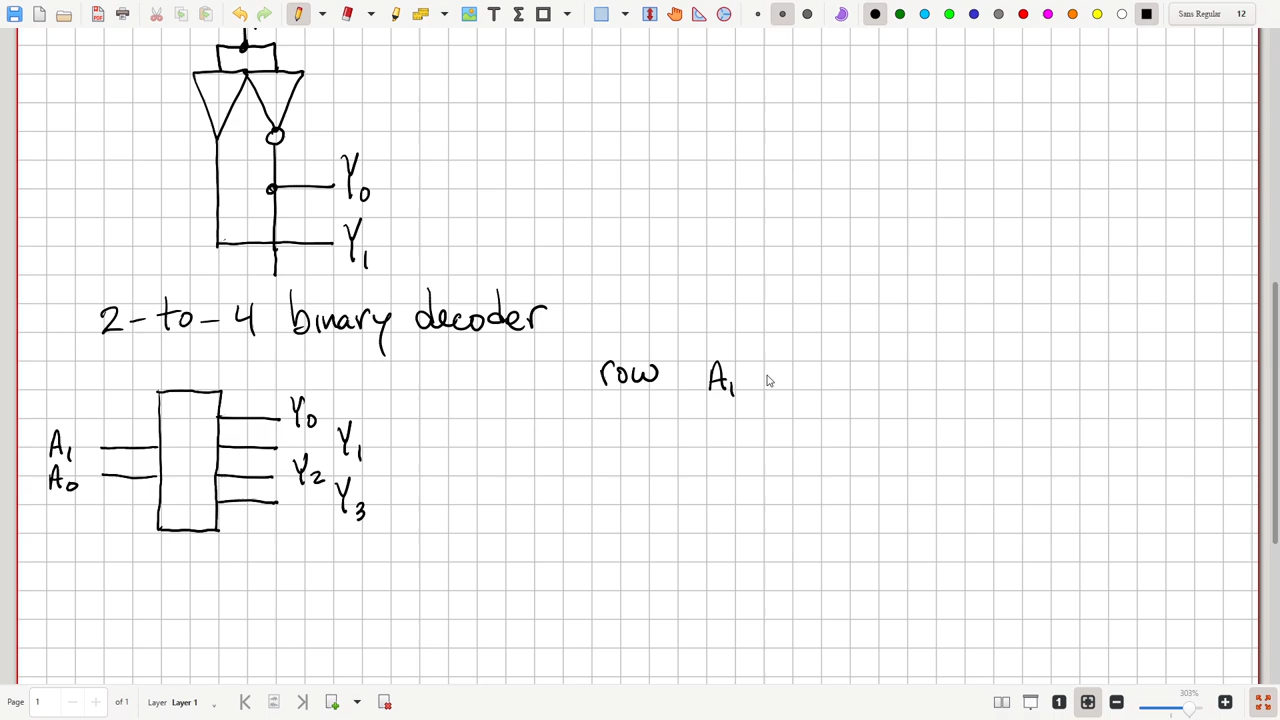 Sans Regular 12
Y0
Y1
2-to-4 binary decoder
row A1
Y0
A1 Y1
A0 Y2
Y3
Page 1 of 1 Layer Layer 1 303%